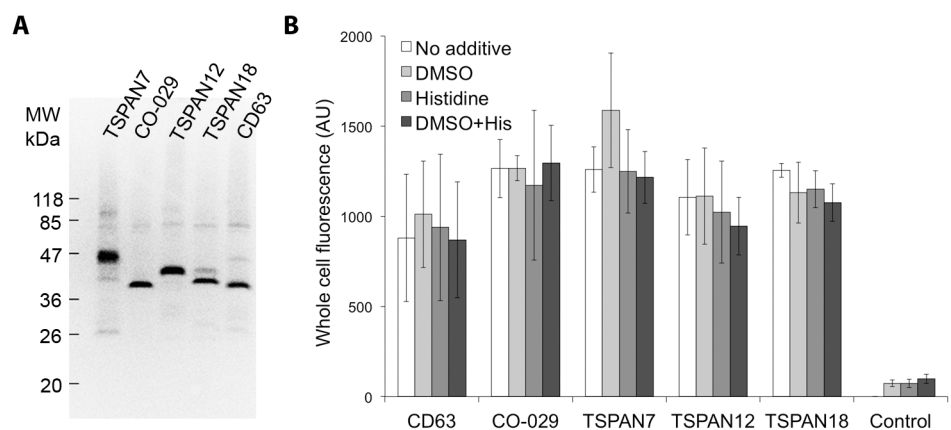 A
MW
kDa
TSPAN7
CO-029
TSPAN12
TSPAN18
CD63
118
85
47
36
26
20
B
Whole cell fluorescence (AU)
2000
1500
1000
500
0
No additive
DMSO
Histidine
DMSO+His
CD63 CO-029 TSPAN7 TSPAN12 TSPAN18 Control